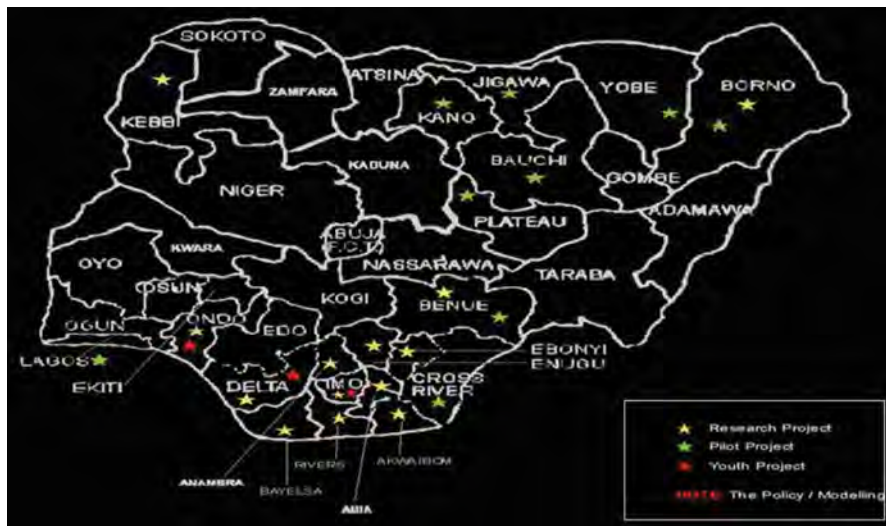 SOKOTO
ATSINA
JIGAWA
YOBE
BORNO
ZAMFARA
KANO
KEBBI
KADUNA
BAUCHI
GOMBE
NIGER
ADAMAWA
PLATEAU
ABUJA
(F.C.T)
KWARA
NASSARAWA
OYO
TARABA
OSUN
KOGI
BENUE
OGUN
ONDO
EDO
LAGOS
EBONYI
ENUGU
EKITI
DELTA
IMO
CROSS
RIVER
RIVERS
AKWAIBOM
ANAMBRA
BAYELSA
ABIA
Research Project
Pilot Project
Youth Project
The Policy / Modelling